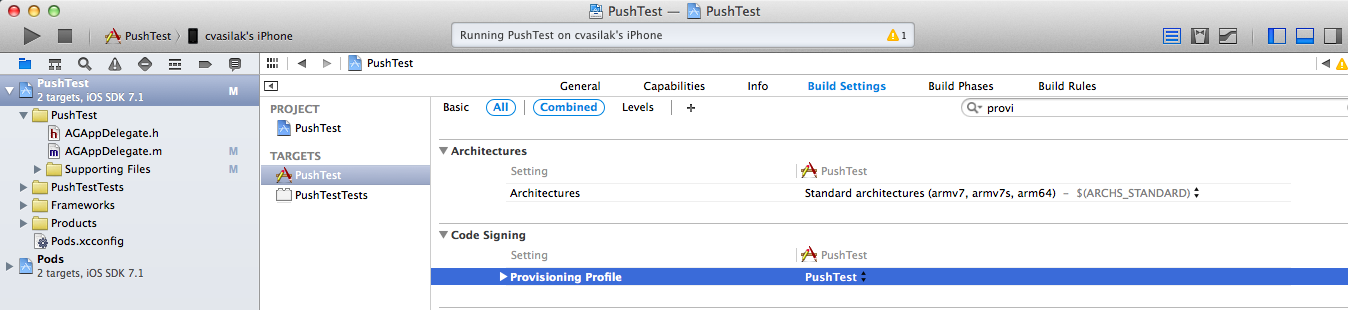 PushTest — PushTest
PushTest cvasilak's iPhone
Running PushTest on cvasilak's iPhone 1
PushTest
2 targets, iOS SDK 7.1 M
PushTest
h AGAppDelegate.h
m AGAppDelegate.m M
Supporting Files M
PushTestTests
Frameworks
Products
Pods.xcconfig
Pods
2 targets, iOS SDK 7.1
PushTest
General Capabilities Info Build Settings Build Phases Build Rules
PROJECT
PushTest
TARGETS
PushTest
PushTestTests
Basic All Combined Levels + provi
Architectures
Setting PushTest
Architectures Standard architectures (armv7, armv7s, arm64) – $(ARCHS_STANDARD)
Code Signing
Setting PushTest
Provisioning Profile PushTest